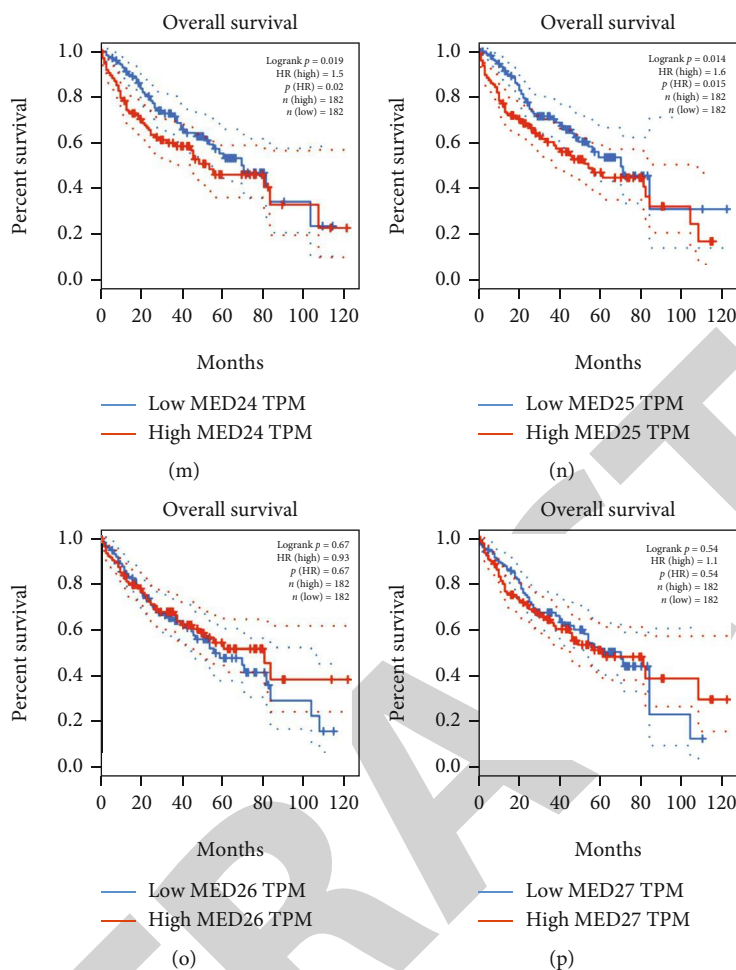 Overall survival
Logrank p = 0.019
HR (high) = 1.5
p (HR) = 0.02
n (high) = 182
n (low) = 182
Percent survival
1.0
0.8
0.6
0.4
0.2
0.0
0 20 40 60 80 100 120
Months
Low MED24 TPM
High MED24 TPM
(m)
Overall survival
Logrank p = 0.014
HR (high) = 1.6
p (HR) = 0.015
n (high) = 182
n (low) = 182
Percent survival
1.0
0.8
0.6
0.4
0.2
0.0
0 20 40 60 80 100 120
Months
Low MED25 TPM
High MED25 TPM
(n)
Overall survival
Logrank p = 0.67
HR (high) = 0.93
p (HR) = 0.67
n (high) = 182
n (low) = 182
Percent survival
1.0
0.8
0.6
0.4
0.2
0.0
0 20 40 60 80 100 120
Months
Low MED26 TPM
High MED26 TPM
(o)
Overall survival
Logrank p = 0.54
HR (high) = 1.1
p (HR) = 0.54
n (high) = 182
n (low) = 182
Percent survival
1.0
0.8
0.6
0.4
0.2
0.0
0 20 40 60 80 100 120
Months
Low MED27 TPM
High MED27 TPM
(p)